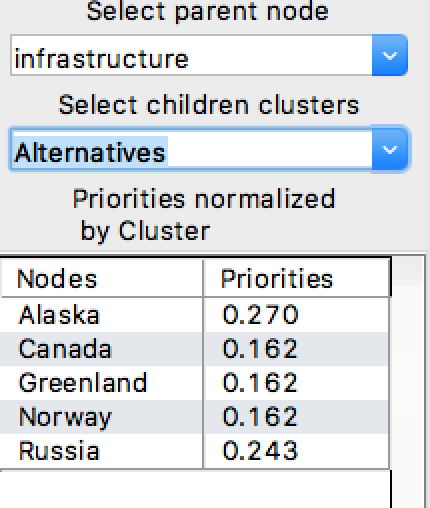 Select parent node
infrastructure
Select children clusters
Alternatives
Priorities normalized
by Cluster
Nodes Priorities
Alaska 0.270
Canada 0.162
Greenland 0.162
Norway 0.162
Russia 0.243